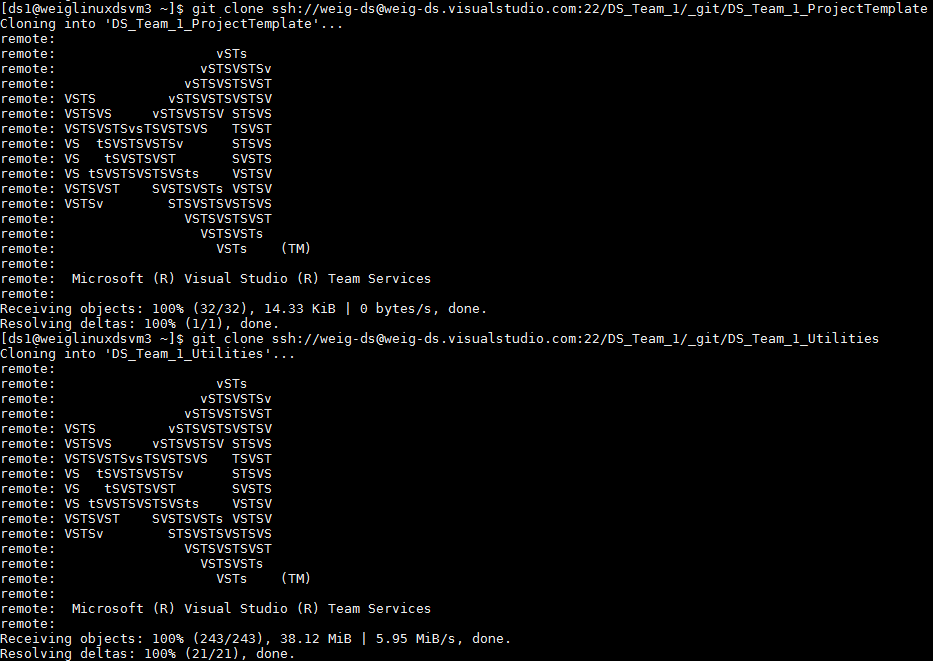 [ds1@weiglinuxdsvm3 ~]$ git clone ssh://weig-ds@weig-ds.visualstudio.com:22/DS_Team_1/_git/DS_Team_1_ProjectTemplate
Cloning into 'DS_Team_1_ProjectTemplate'...
remote:
remote:                     vSTs
remote:                   vSTSVSTSv
remote:                 vSTSVSTSVST
remote: VSTS         vSTSVSTSVSTSV
remote: VSTSVS     vSTSVSTSV STSVS
remote: VSTSVSTSvsTSVSTSVS   TSVST
remote: VS  tSVSTSVSTSv      STSVS
remote: VS   tSVSTSVST       SVSTS
remote: VS tSVSTSVSTSVSts    VSTSV
remote: VSTSVST    SVSTSVSTs VSTSV
remote: VSTSv        STSVSTSVSTSVS
remote:                VSTSVSTSVST
remote:                  VSTSVSTs
remote:                    VSTs    (TM)
remote:
remote:  Microsoft (R) Visual Studio (R) Team Services
remote:
Receiving objects: 100% (32/32), 14.33 KiB | 0 bytes/s, done.
Resolving deltas: 100% (1/1), done.
[ds1@weiglinuxdsvm3 ~]$ git clone ssh://weig-ds@weig-ds.visualstudio.com:22/DS_Team_1/_git/DS_Team_1_Utilities
Cloning into 'DS_Team_1_Utilities'...
remote:
remote:                     vSTs
remote:                   vSTSVSTSv
remote:                 vSTSVSTSVST
remote: VSTS         vSTSVSTSVSTSV
remote: VSTSVS     vSTSVSTSV STSVS
remote: VSTSVSTSvsTSVSTSVS   TSVST
remote: VS  tSVSTSVSTSv      STSVS
remote: VS   tSVSTSVST       SVSTS
remote: VS tSVSTSVSTSVSts    VSTSV
remote: VSTSVST    SVSTSVSTs VSTSV
remote: VSTSv        STSVSTSVSTSVS
remote:                VSTSVSTSVST
remote:                  VSTSVSTs
remote:                    VSTs    (TM)
remote:
remote:  Microsoft (R) Visual Studio (R) Team Services
remote:
Receiving objects: 100% (243/243), 38.12 MiB | 5.95 MiB/s, done.
Resolving deltas: 100% (21/21), done.